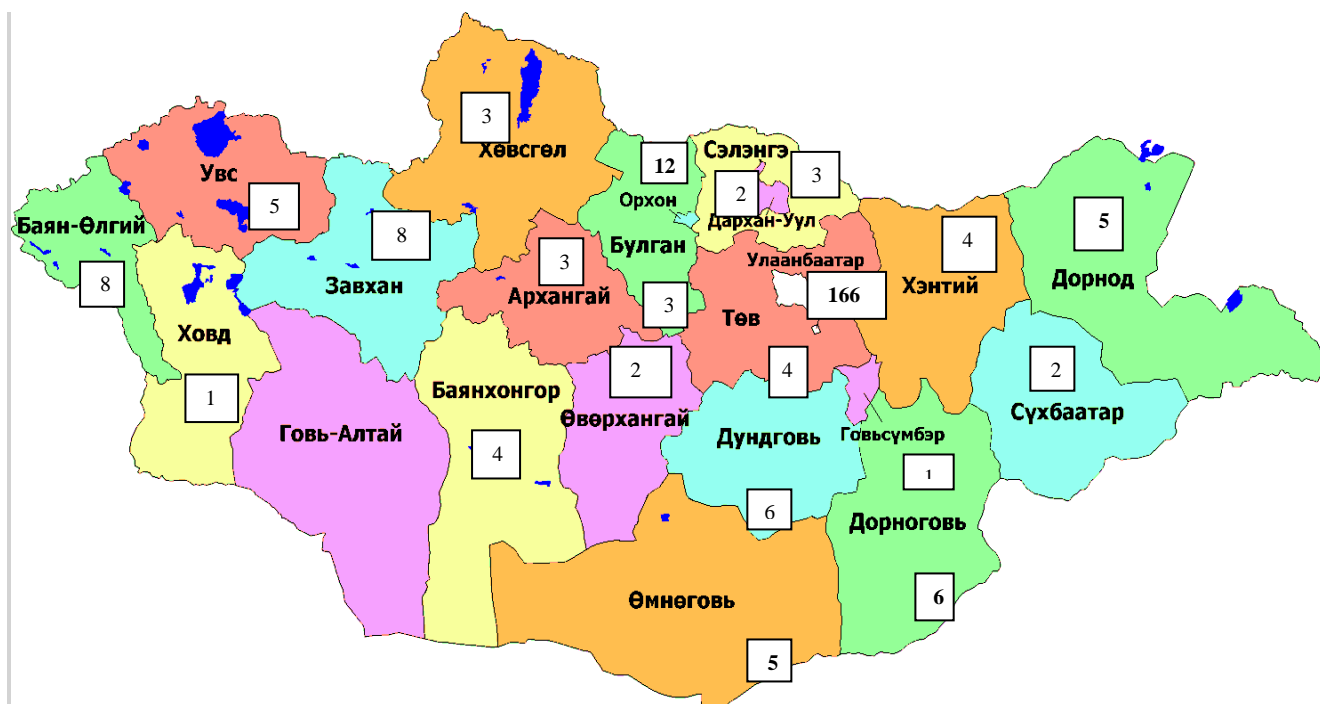 3
Хөвсгөл
12
Сэлэнгэ
3
Увс
2
5
Орхон
5
Баян-Өлгий
8
Дархан-Уул
4
Булган
Улаанбаатар
8
3
Завхан
Архангай
166
Хэнтий
Дорнод
3
Төв
Ховд
2
4
2
1
Баянхонгор
Өвөрхангай
Сүхбаатар
Говь-Алтай
Дундговь
Говьсүмбэр
4
1
6
Дорноговь
Өмнөговь
6
5